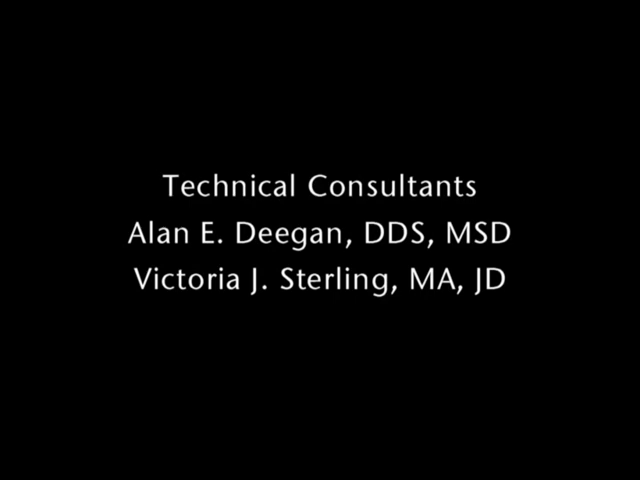 Technical Consultants
Alan E. Deegan, DDS, MSD
Victoria J. Sterling, MA, JD